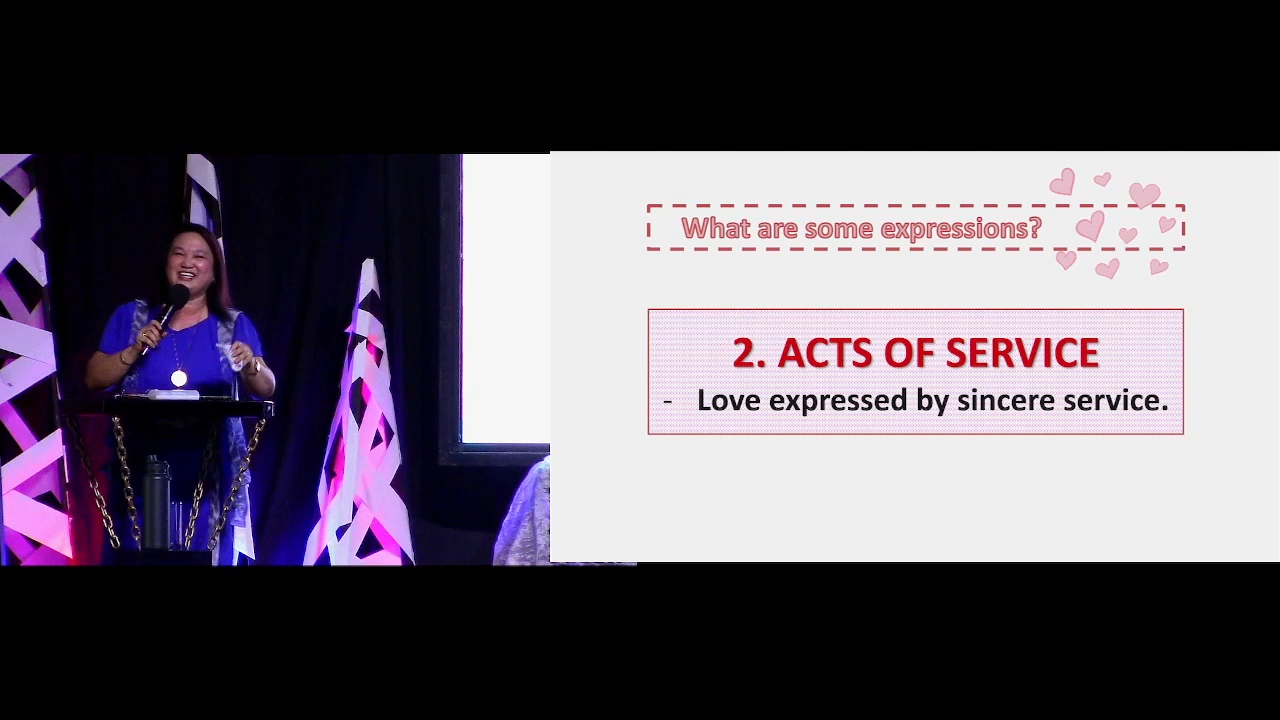 What are some expressions?
2. ACTS OF SERVICE
- Love expressed by sincere service.